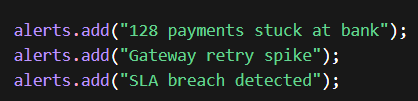 alerts.add("128 payments stuck at bank");
alerts.add("Gateway retry spike");
alerts.add("SLA breach detected");